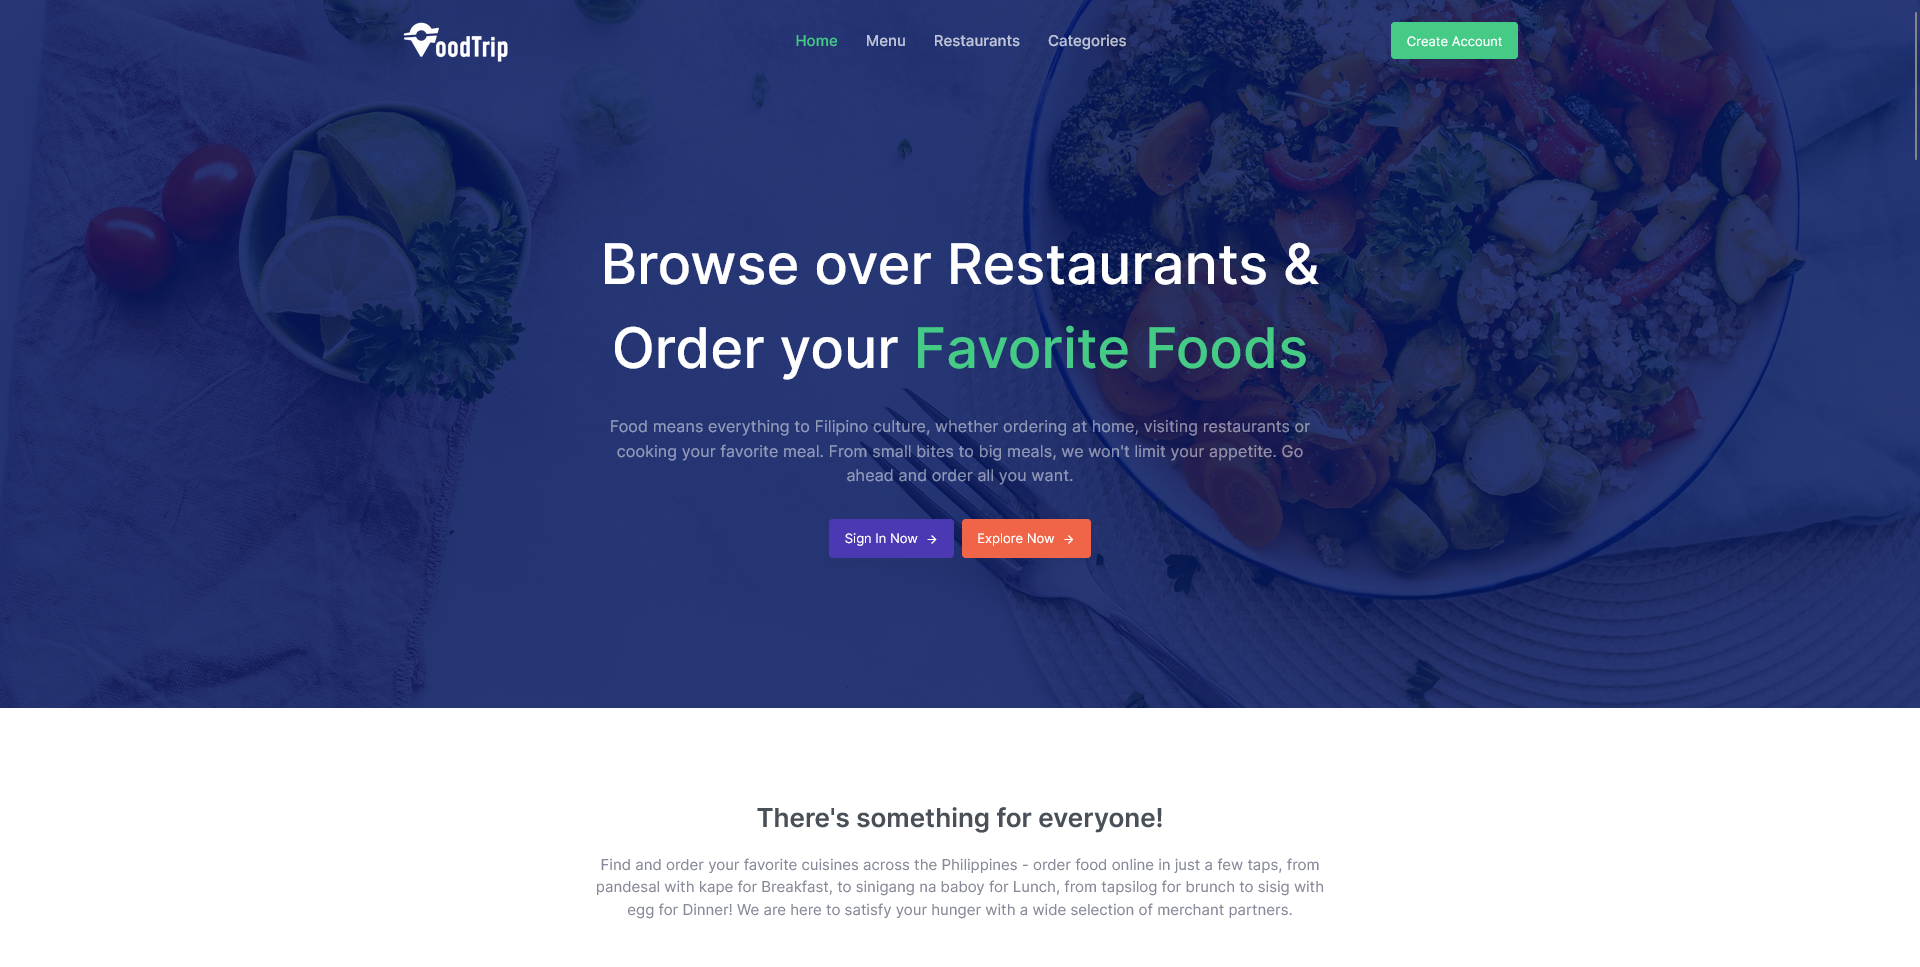 FoodTrip
Home
Menu
Restaurants
Categories
Create Account
Browse over Restaurants &
Order your Favorite Foods
Food means everything to Filipino culture, whether ordering at home, visiting restaurants or
cooking your favorite meal. From small bites to big meals, we won't limit your appetite. Go
ahead and order all you want.
Sign In Now →
Explore Now →
There's something for everyone!
Find and order your favorite cuisines across the Philippines - order food online in just a few taps, from
pandesal with kape for Breakfast, to sinigang na baboy for Lunch, from tapsilog for brunch to sisig with
egg for Dinner! We are here to satisfy your hunger with a wide selection of merchant partners.